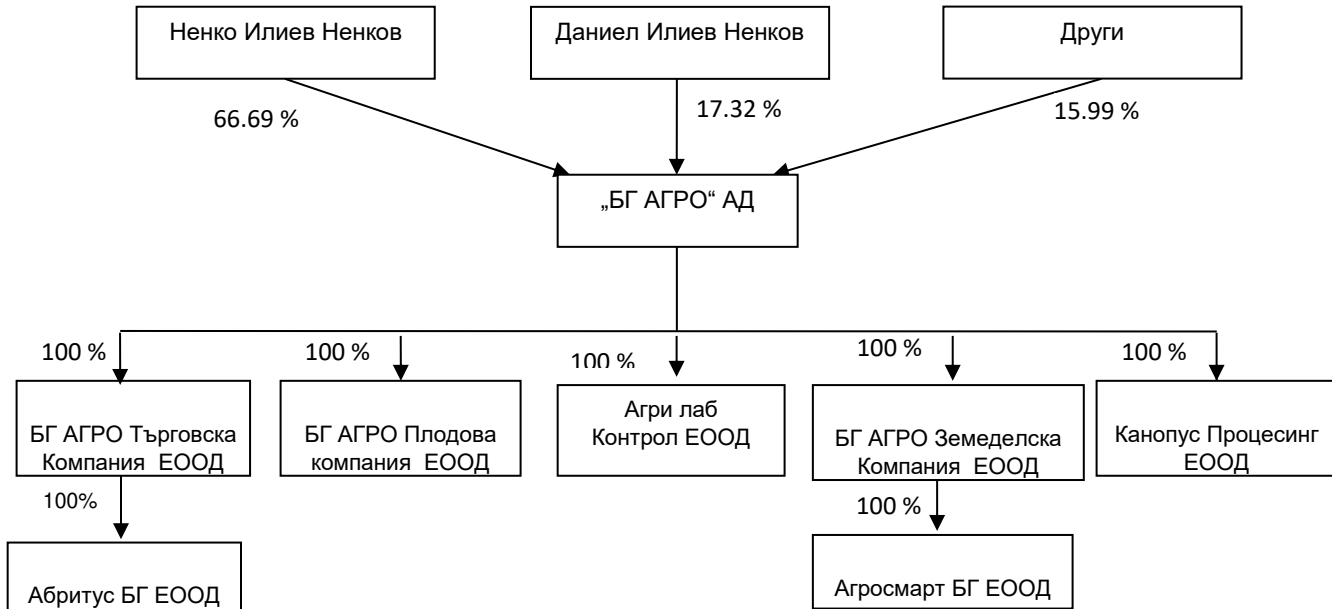 Ненко Илиев Ненков
Даниел Илиев Ненков
Други
66.69 %
17.32 %
15.99 %
„БГ АГРО“ АД
100 %
100 %
100 %
100 %
100 %
БГ АГРО Търговска
Компания ЕООД
БГ АГРО Плодова
компания ЕООД
Агри лаб
Контрол ЕООД
БГ АГРО Земеделска
Компания ЕООД
Канопус Процесинг
ЕООД
100%
100 %
Абритус БГ ЕООД
Агросмарт БГ ЕООД